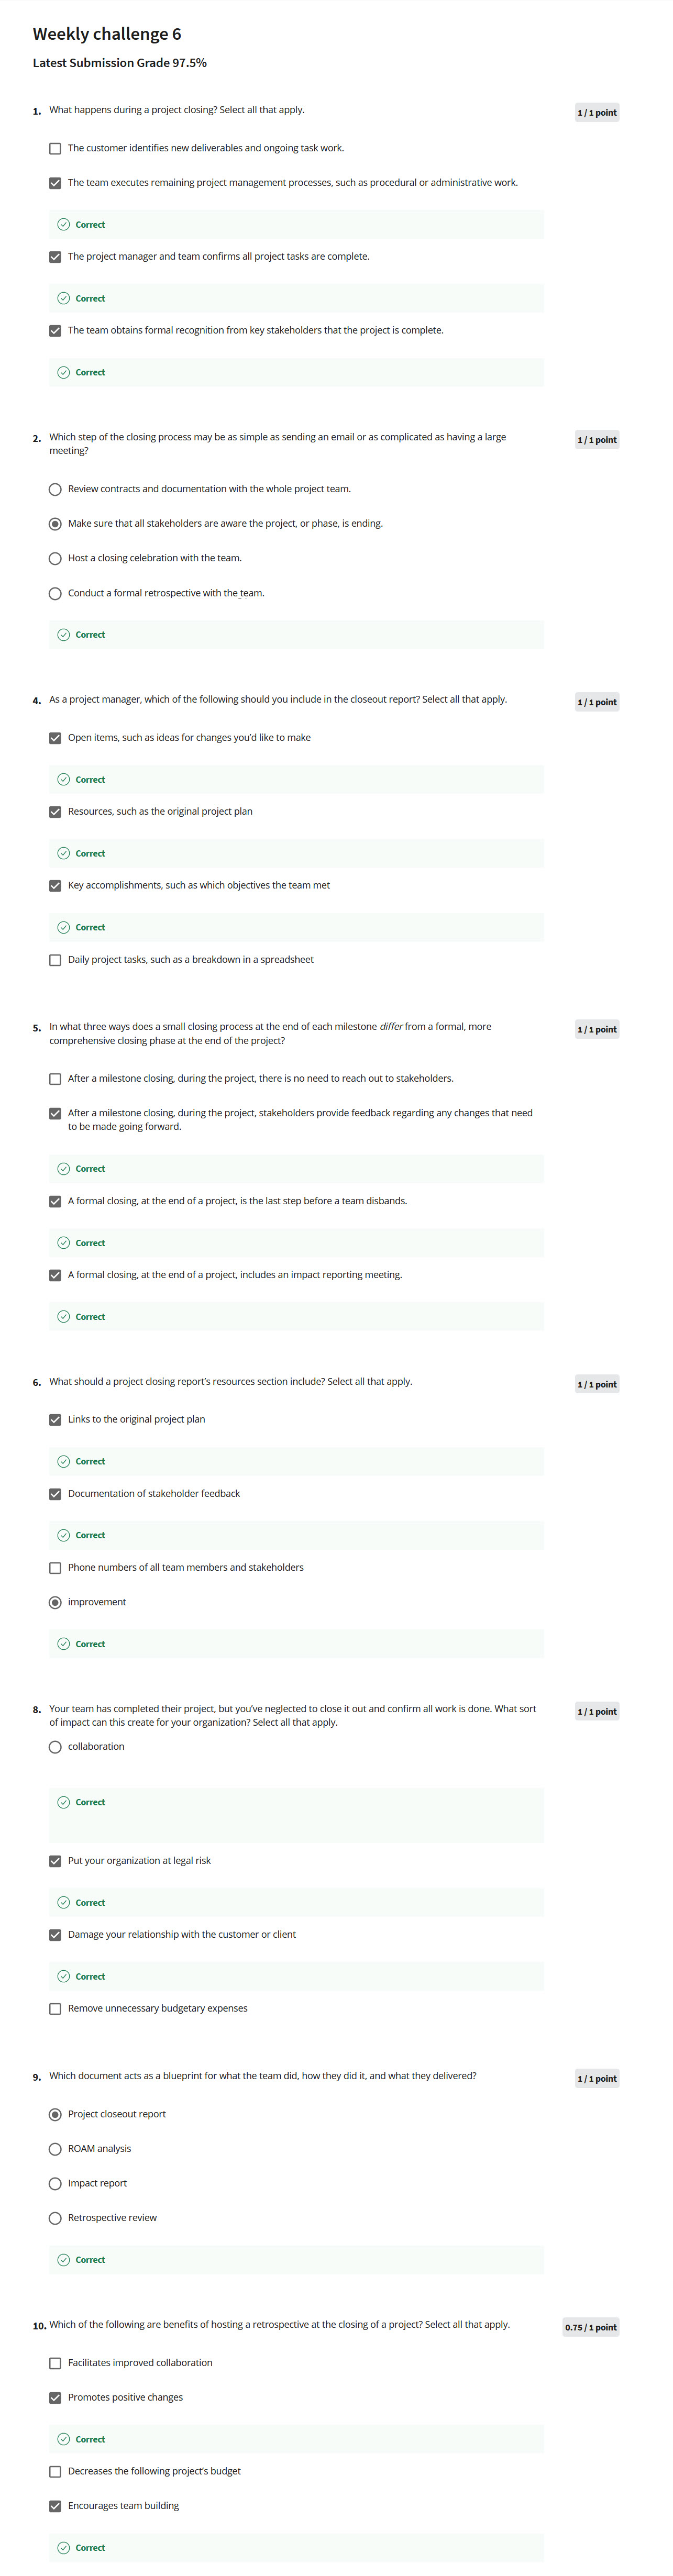 Weekly challenge 6
Latest Submission Grade 97.5%
1. What happens during a project closing? Select all that apply.
1 / 1 point
The customer identifies new deliverables and ongoing task work.
The team executes remaining project management processes, such as procedural or administrative work.
Correct
The project manager and team confirms all project tasks are complete.
Correct
The team obtains formal recognition from key stakeholders that the project is complete.
Correct
2. Which step of the closing process may be as simple as sending an email or as complicated as having a large
meeting?
1 / 1 point
Review contracts and documentation with the whole project team.
Make sure that all stakeholders are aware the project, or phase, is ending.
Host a closing celebration with the team.
Conduct a formal retrospective with the team.
Correct
4. As a project manager, which of the following should you include in the closeout report? Select all that apply.
1 / 1 point
Open items, such as ideas for changes you'd like to make
Correct
Resources, such as the original project plan
Correct
Key accomplishments, such as which objectives the team met
Correct
Daily project tasks, such as a breakdown in a spreadsheet
5. In what three ways does a small closing process at the end of each milestone differ from a formal, more
comprehensive closing phase at the end of the project?
1 / 1 point
After a milestone closing, during the project, there is no need to reach out to stakeholders.
After a milestone closing, during the project, stakeholders provide feedback regarding any changes that need
to be made going forward.
Correct
A formal closing, at the end of a project, is the last step before a team disbands.
Correct
A formal closing, at the end of a project, includes an impact reporting meeting.
Correct
6. What should a project closing report's resources section include? Select all that apply.
1 / 1 point
Links to the original project plan
Correct
Documentation of stakeholder feedback
Correct
Phone numbers of all team members and stakeholders
improvement
Correct
8. Your team has completed their project, but you've neglected to close it out and confirm all work is done. What sort
of impact can this create for your organization? Select all that apply.
1 / 1 point
collaboration
Correct
Put your organization at legal risk
Correct
Damage your relationship with the customer or client
Correct
Remove unnecessary budgetary expenses
9. Which document acts as a blueprint for what the team did, how they did it, and what they delivered?
1 / 1 point
Project closeout report
ROAM analysis
Impact report
Retrospective review
Correct
10. Which of the following are benefits of hosting a retrospective at the closing of a project? Select all that apply.
0.75 / 1 point
Facilitates improved collaboration
Promotes positive changes
Correct
Decreases the following project's budget
Encourages team building
Correct